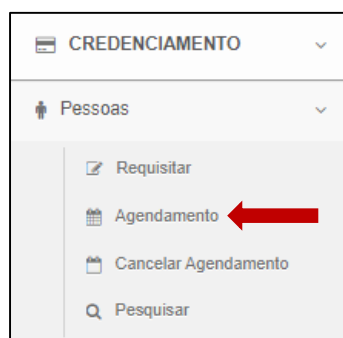 CREDENCIAMENTO
Pessoas
Requisitar
Agendamento
Cancelar Agendamento
Pesquisar